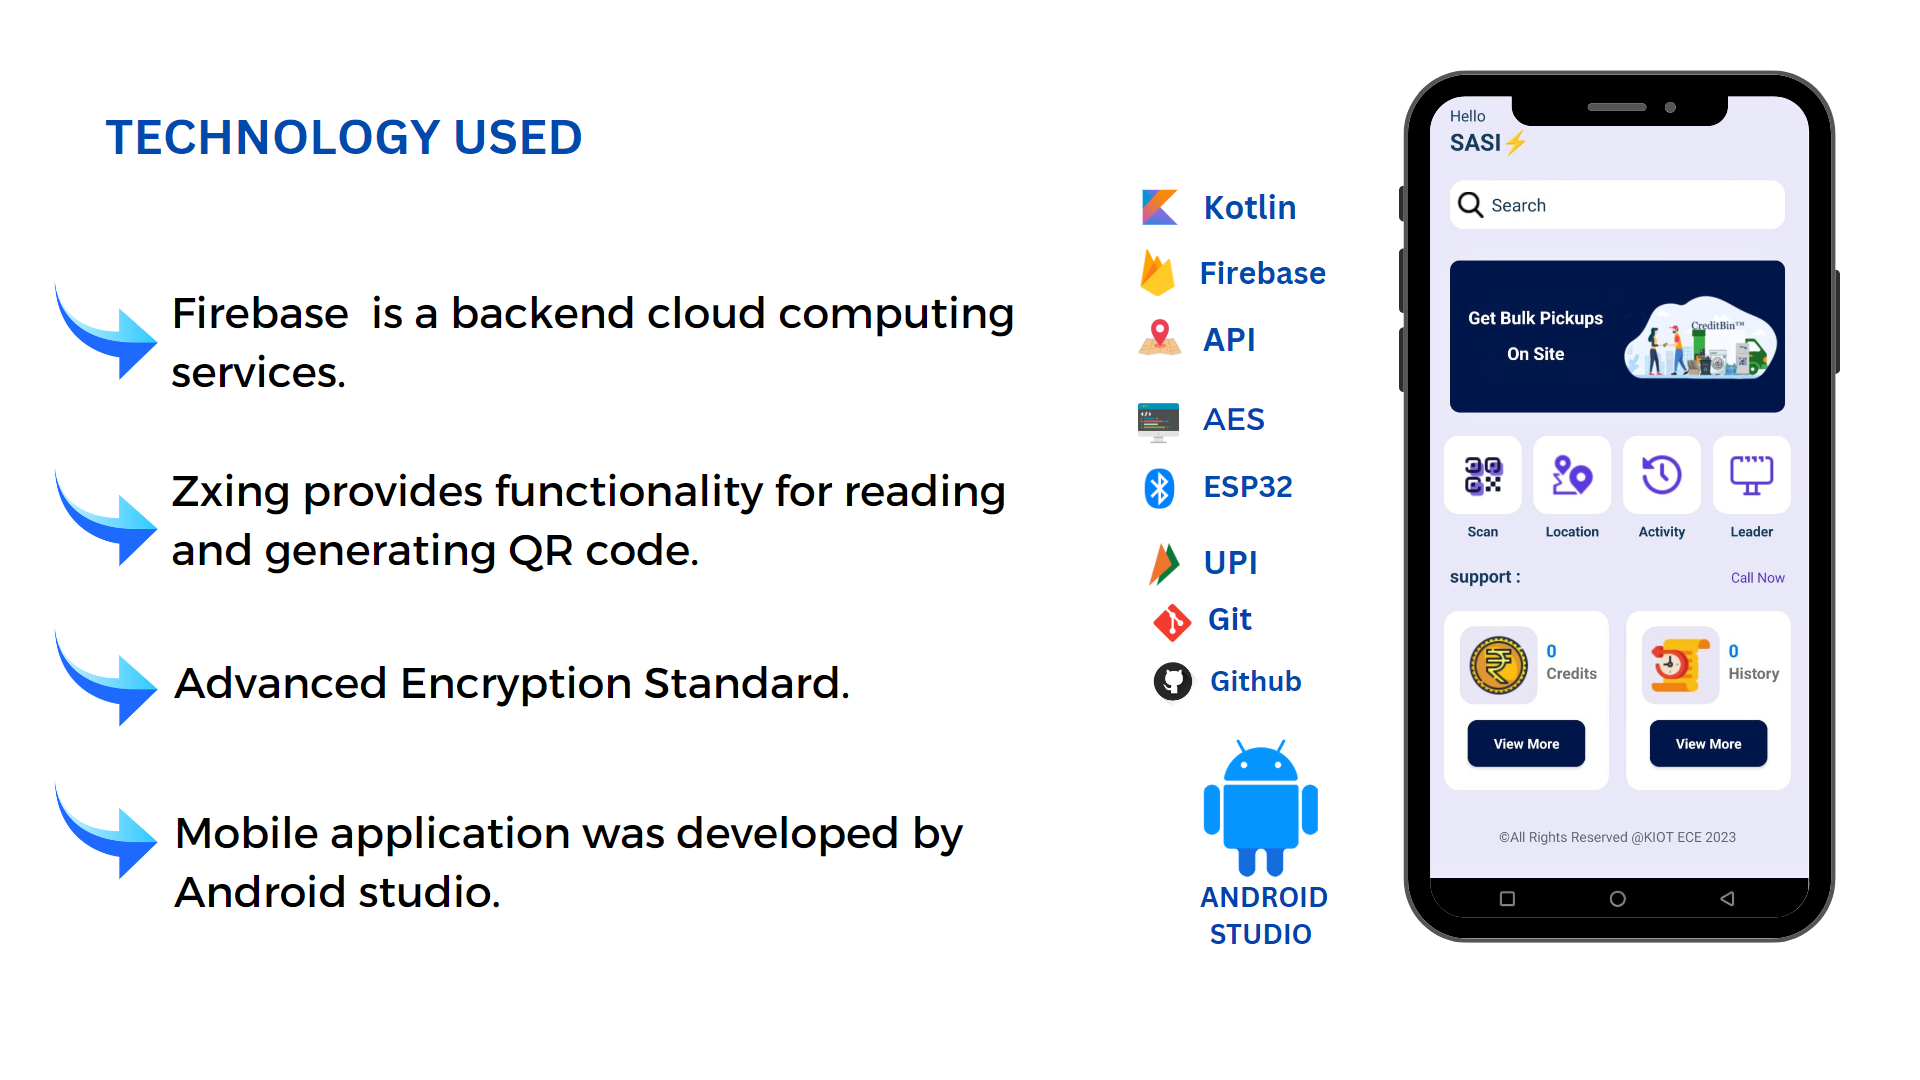 TECHNOLOGY USED
Firebase is a backend cloud computing
services.
Zxing provides functionality for reading
and generating QR code.
Advanced Encryption Standard.
Mobile application was developed by
Android studio.
Kotlin
Firebase
API
AES
ESP32
UPI
Git
Github
ANDROID
STUDIO
Hello
SASI⚡
Search
Get Bulk Pickups
On Site
CreditBin™
Scan
Location
Activity
Leader
support :
Call Now
0
Credits
0
History
View More
View More
©All Rights Reserved @KIOT ECE 2023